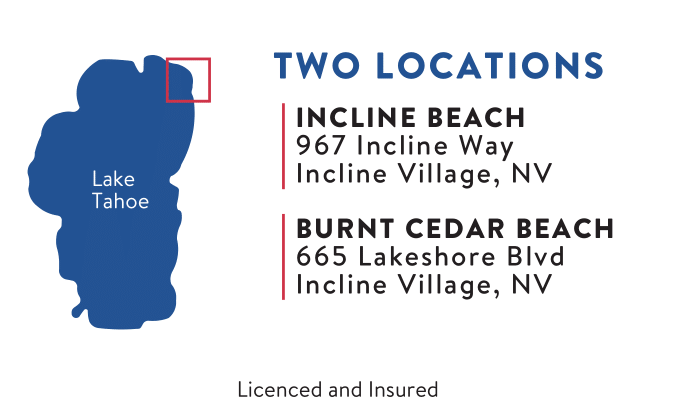 TWO LOCATIONS
INCLINE BEACH
967 Incline Way
Incline Village, NV
Lake
Tahoe
BURNT CEDAR BEACH
665 Lakeshore Blvd
Incline Village, NV
Licenced and Insured